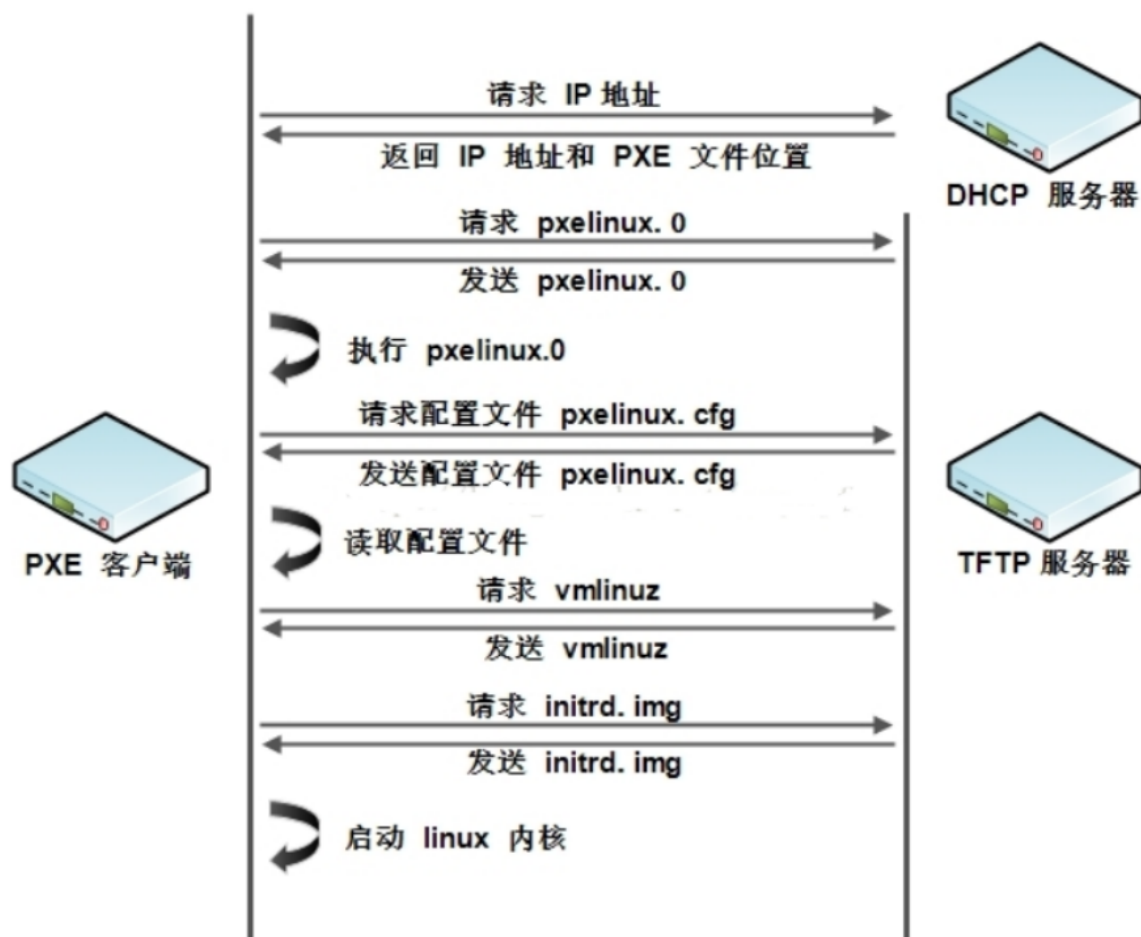 请求 IP 地址
返回 IP 地址和 PXE 文件位置
DHCP 服务器
请求 pxelinux. 0
发送 pxelinux. 0
执行 pxelinux.0
请求配置文件 pxelinux. cfg
发送配置文件 pxelinux. cfg
读取配置文件
PXE 客户端
TFTP 服务器
请求 vmlinuz
发送 vmlinuz
请求 initrd. img
发送 initrd. img
启动 linux 内核